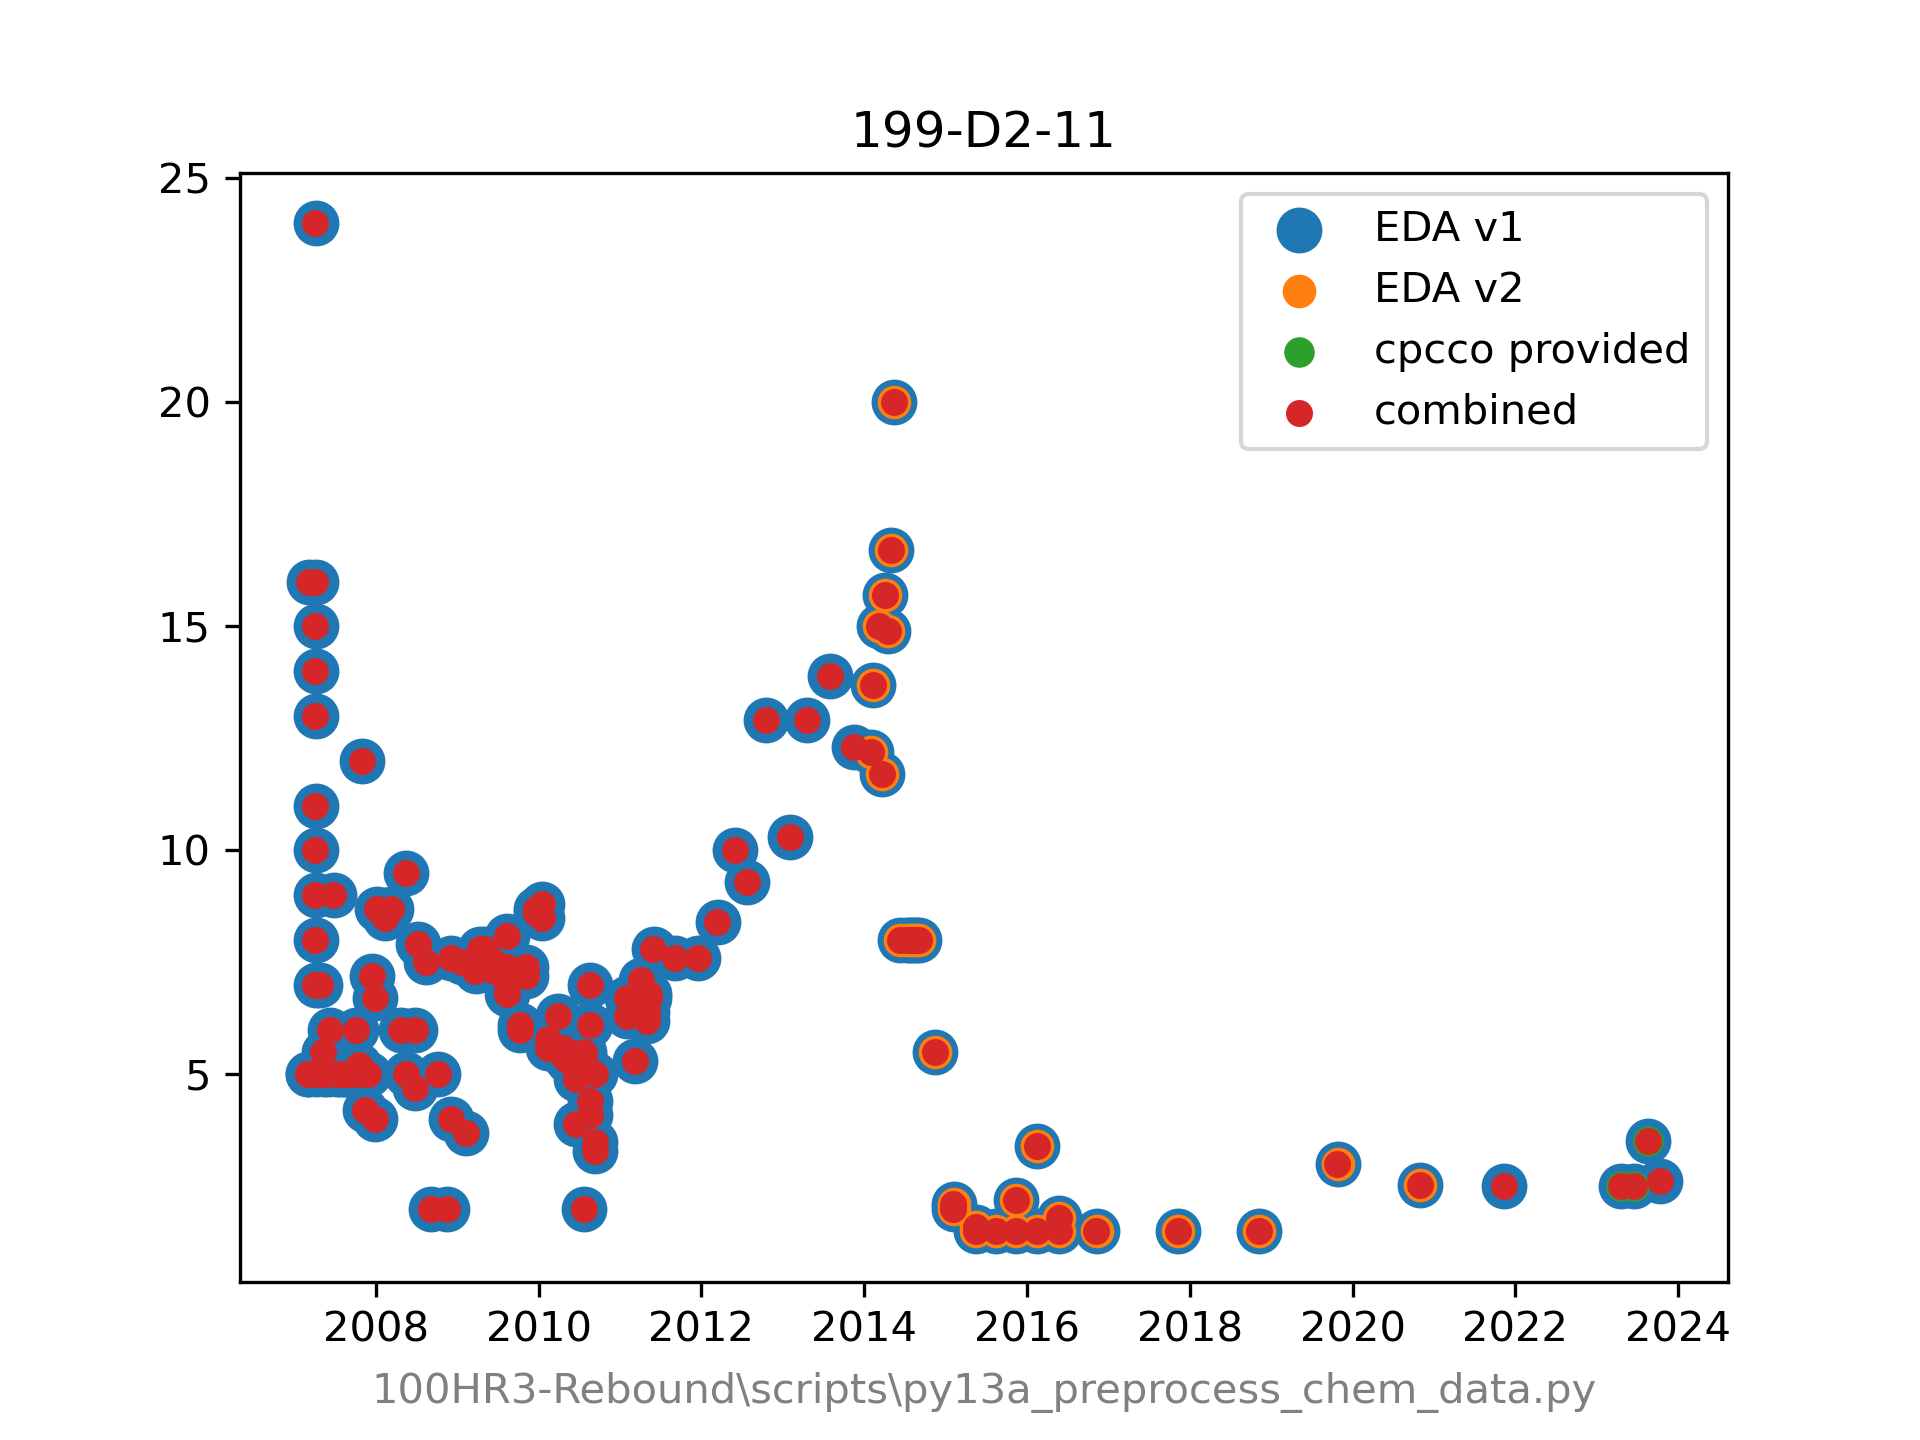 199-D2-11
25
20
15
10
5
EDA v1
EDA v2
cpcco provided
combined
2008 2010 2012 2014 2016 2018 2020 2022 2024
100HR3-Rebound\scripts\py13a_preprocess_chem_data.py